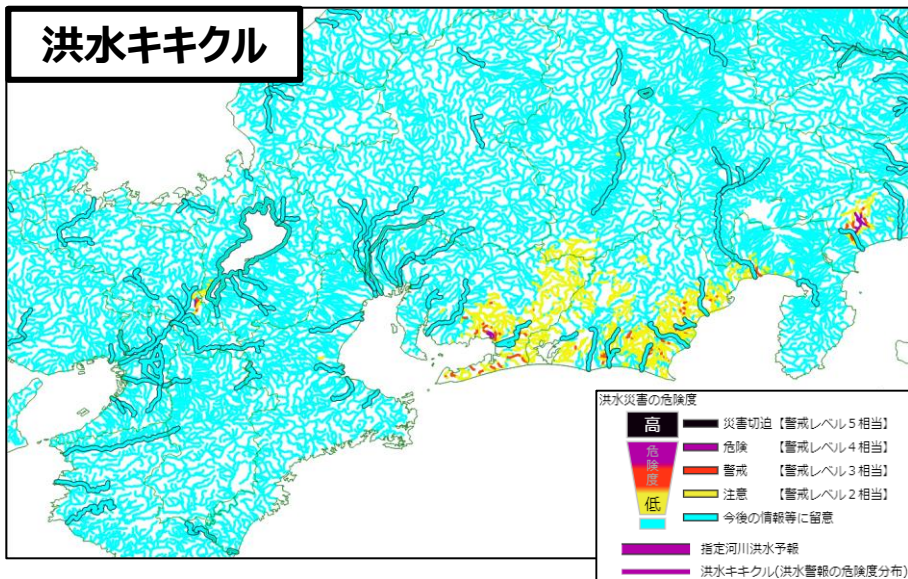 洪水キキクル
洪水災害の危険度
高
危険度
低
災害切迫【警戒レベル５相当】
危険 【警戒レベル４相当】
警戒 【警戒レベル３相当】
注意 【警戒レベル２相当】
今後の情報等に留意
指定河川洪水予報
洪水キキクル(洪水警報の危険度分布)